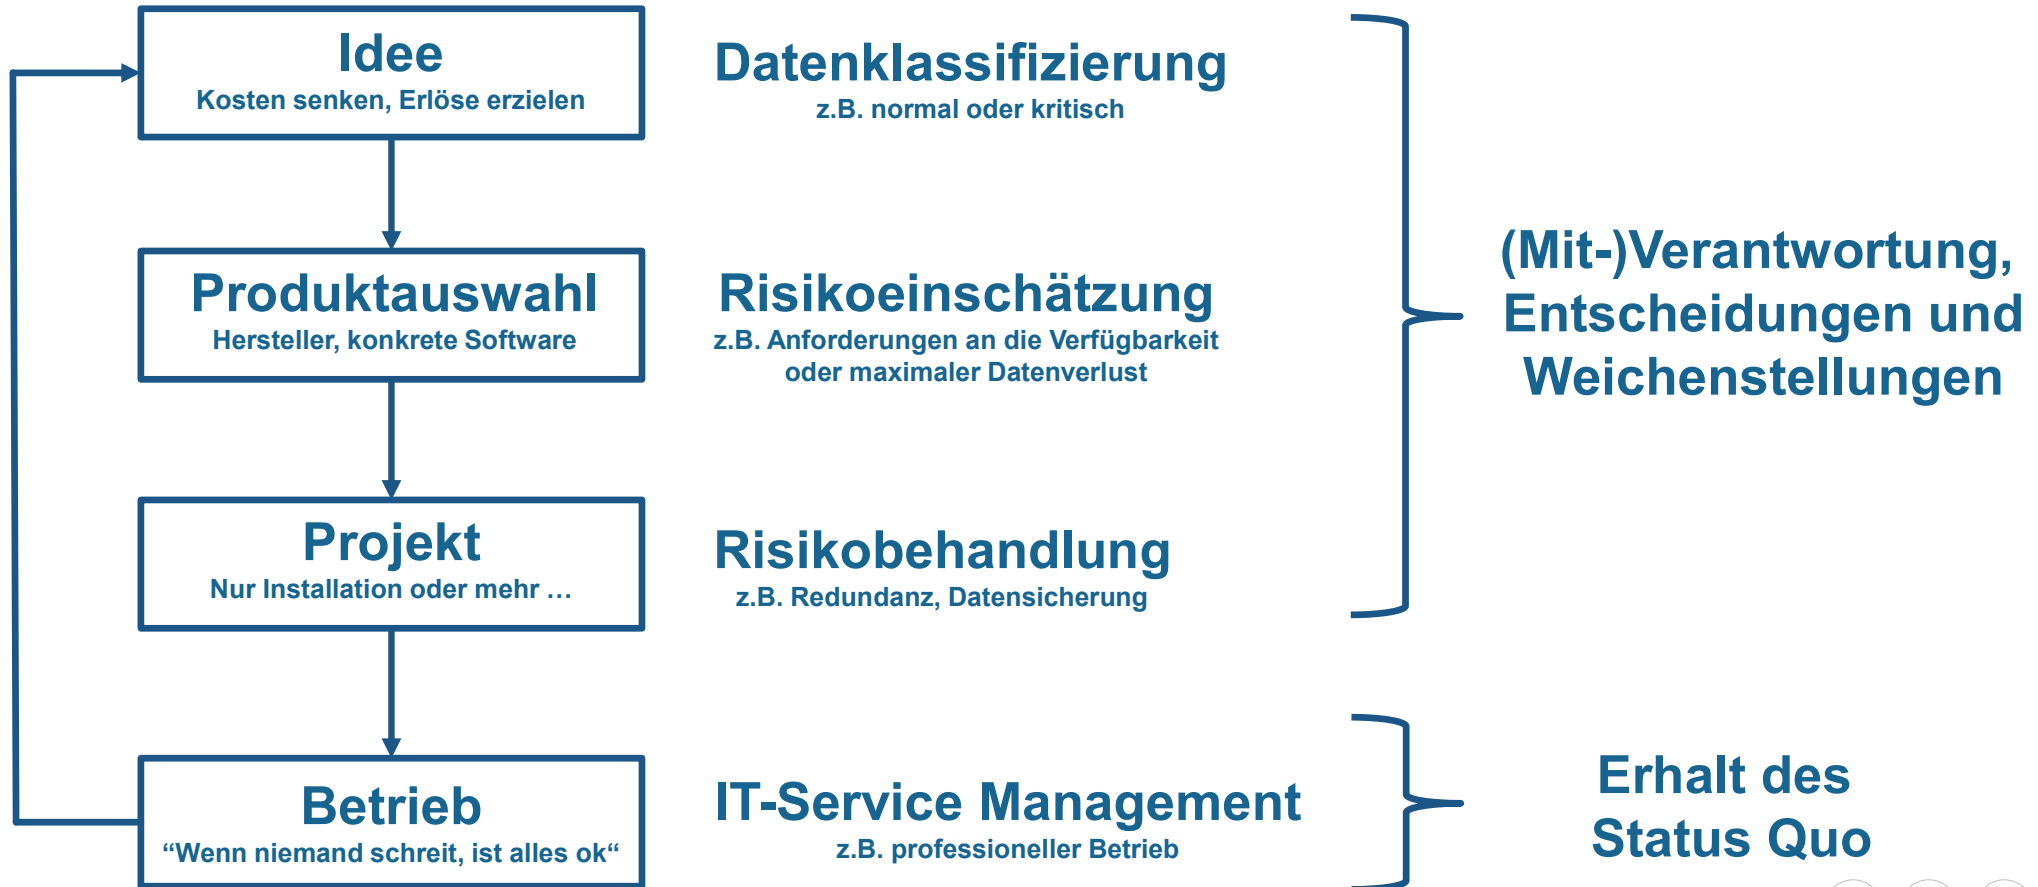 Idee
Kosten senken, Erlöse erzielen
Datenklassifizierung
z.B. normal oder kritisch
Produktauswahl
Hersteller, konkrete Software
Risikoeinschätzung
z.B. Anforderungen an die Verfügbarkeit
oder maximaler Datenverlust
(Mit-)Verantwortung,
Entscheidungen und
Weichenstellungen
Projekt
Nur Installation oder mehr …
Risikobehandlung
z.B. Redundanz, Datensicherung
Betrieb
“Wenn niemand schreit, ist alles ok“
IT-Service Management
z.B. professioneller Betrieb
Erhalt des
Status Quo